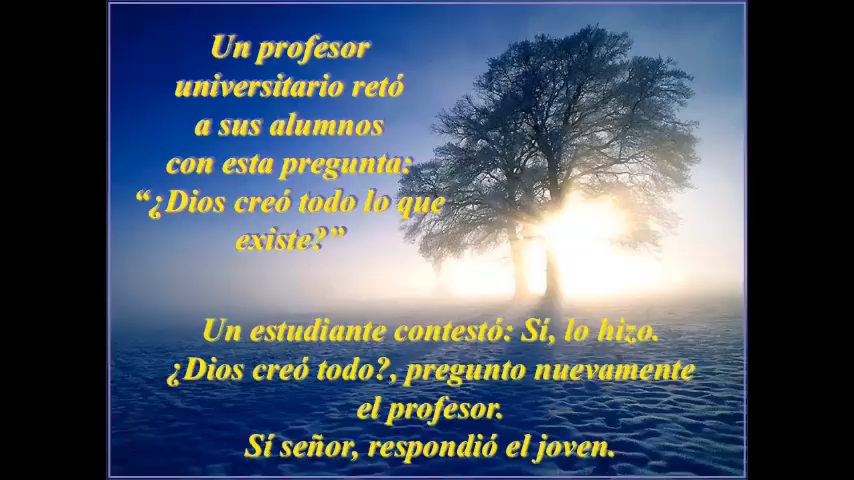 Un profesor
universitario retó
a sus alumnos
con esta pregunta:
“¿Dios creó todo lo que
existe?”
Un estudiante contestó: Sí, lo hizo.
¿Dios creó todo?, pregunto nuevamente
el profesor.
Sí señor, respondió el joven.